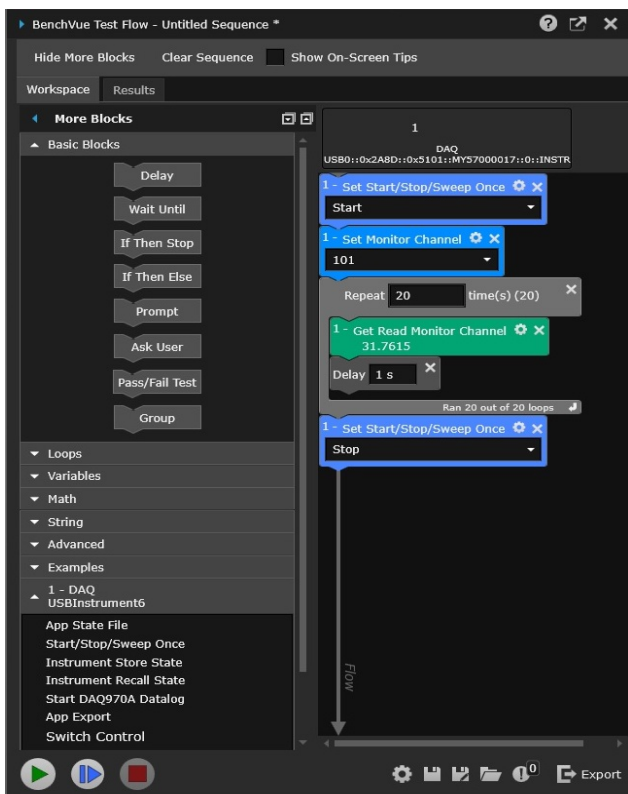 BenchVue Test Flow - Untitled Sequence *
Hide More Blocks Clear Sequence Show On-Screen Tips
Workspace Results
More Blocks
Basic Blocks
Delay
Wait Until
If Then Stop
If Then Else
Prompt
Ask User
Pass/Fail Test
Group
Loops
Variables
Math
String
Advanced
Examples
1 - DAQ
USBInstrument6
App State File
Start/Stop/Sweep Once
Instrument Store State
Instrument Recall State
Start DAQ970A Datalog
App Export
Switch Control
1
DAQ
USB0::0x2A8D::0x5101::MY57000017::0::INSTR
1 - Set Start/Stop/Sweep Once
Start
1 - Set Monitor Channel
101
Repeat 20 time(s) (20)
1 - Get Read Monitor Channel
31.7615
Delay 1 s
Ran 20 out of 20 loops
1 - Set Start/Stop/Sweep Once
Stop
Flow
0
Export